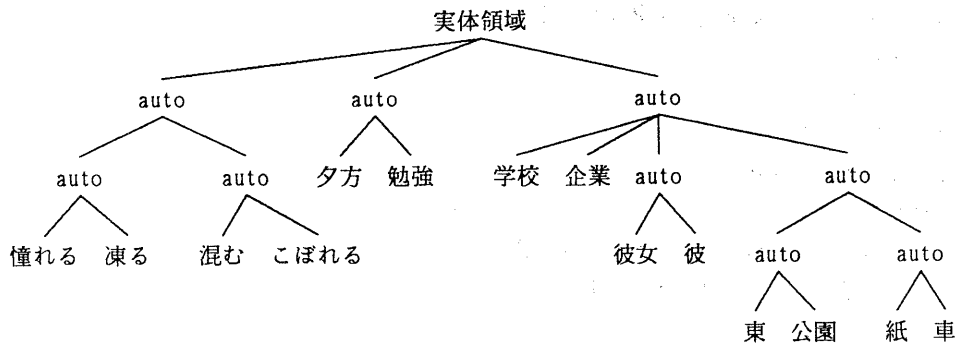 実体領域
auto auto auto
auto auto 夕方 勉強 学校 企業 auto auto
憧れる 凍る 混む こぼれる 彼女 彼 auto auto
東 公園 紙 車